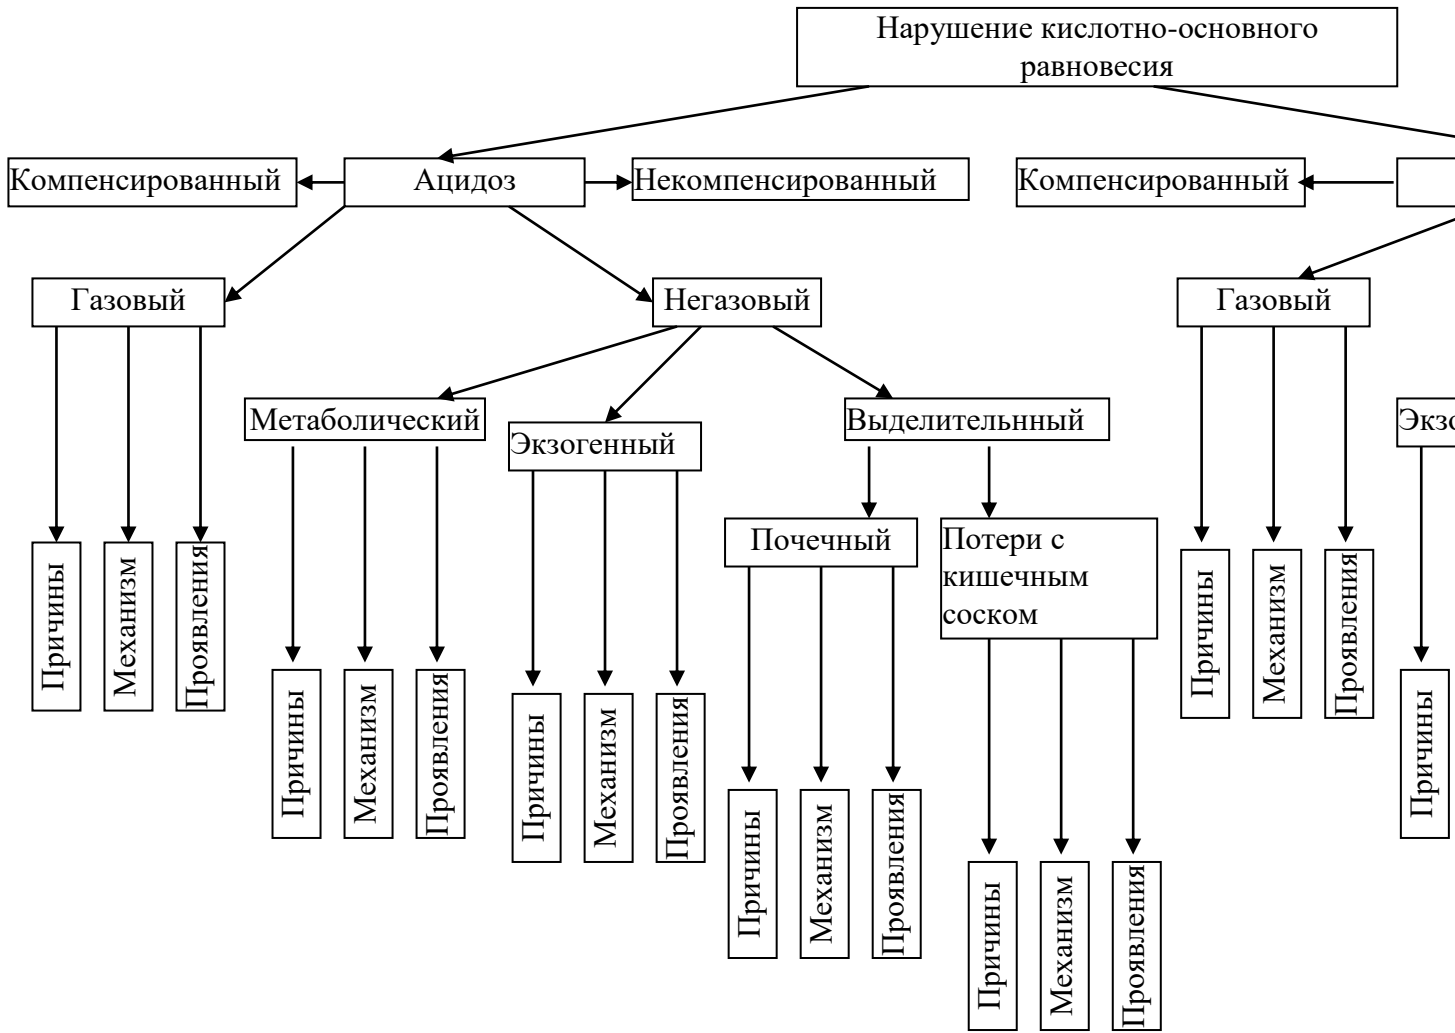 Нарушение кислотно-основного
равновесия
Компенсированный
Ацидоз
Некомпенсированный
Компенсированный
Газовый
Негазовый
Газовый
Метаболический
Экзогенный
Выделительнный
Экзо
Почечный
Потери с
кишечным
соском
Причины
Механизм
Проявления
Причины
Механизм
Проявления
Причины
Механизм
Проявления
Причины
Механизм
Проявления
Причины
Механизм
Проявления
Причины
Механизм
Проявления
Причины